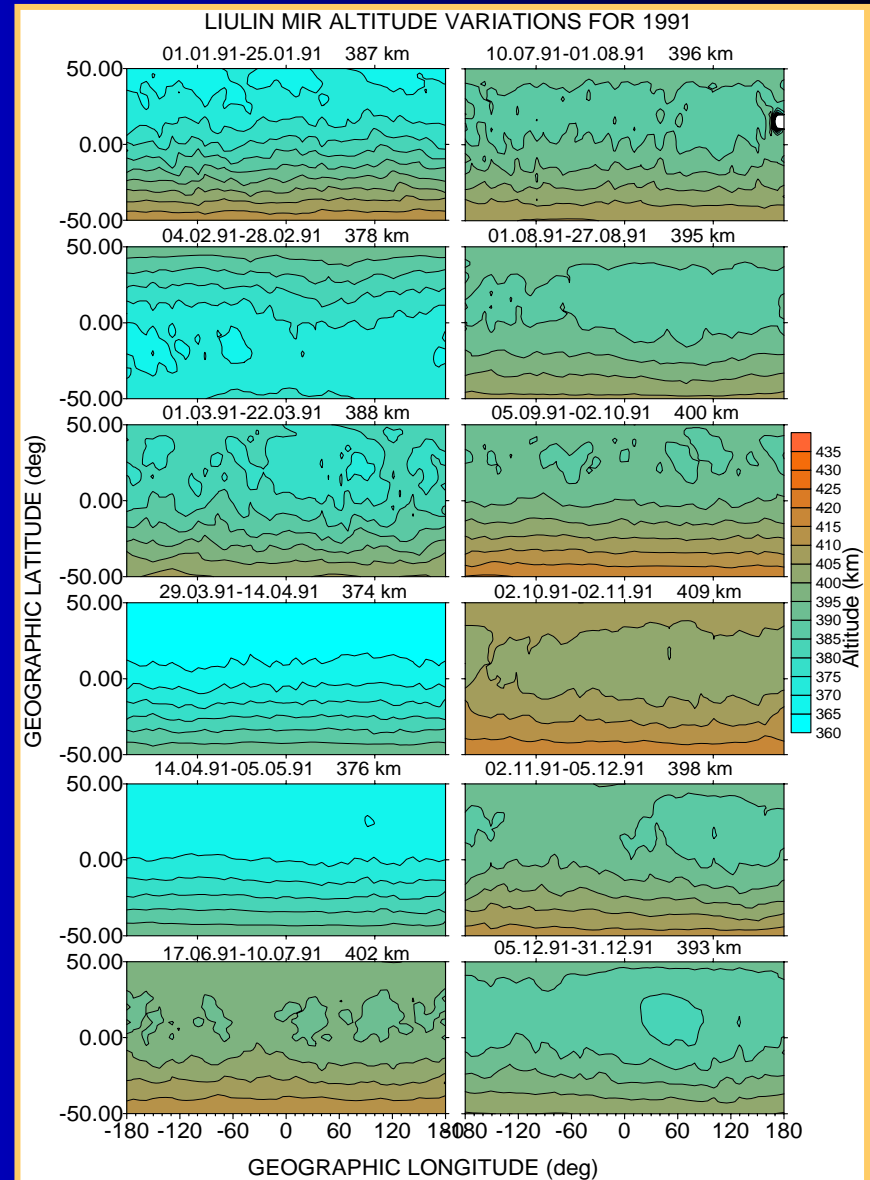 LIULIN MIR ALTITUDE VARIATIONS FOR 1991
01.01.91-25.01.91 387 km
10.07.91-01.08.91 396 km
50.00
0.00
-50.00
04.02.91-28.02.91 378 km
01.08.91-27.08.91 395 km
50.00
0.00
-50.00
01.03.91-22.03.91 388 km
05.09.91-02.10.91 400 km
50.00
0.00
-50.00
29.03.91-14.04.91 374 km
02.10.91-02.11.91 409 km
50.00
0.00
-50.00
14.04.91-05.05.91 376 km
02.11.91-05.12.91 398 km
50.00
0.00
-50.00
17.06.91-10.07.91 402 km
05.12.91-31.12.91 393 km
50.00
0.00
-50.00
-180 -120 -60 0 60 120 180
-180 -120 -60 0 60 120 180
GEOGRAPHIC LONGITUDE (deg)
GEOGRAPHIC LATITUDE (deg)
435
430
425
420
415
410
405
400
395
390
385
380
375
370
365
360
Altitude (km)